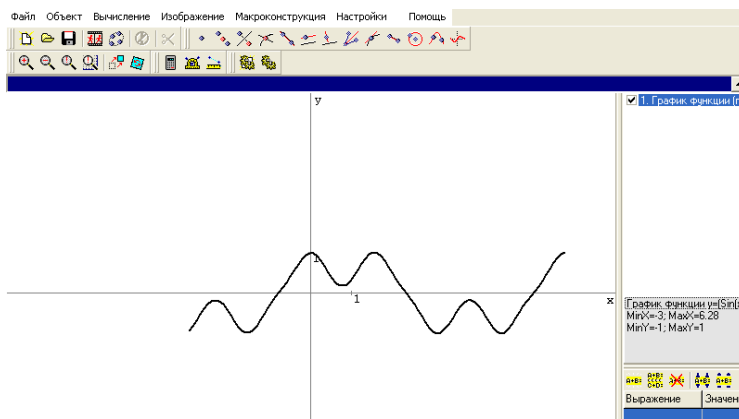 Файл Объект Вычисление Изображение Макроконструкция Настройки Помощь
y
1. График функции (
1
1
x
График функции y=(Sin(
MinX=-3; MaxX=6.28
MinY=-1; MaxY=1
Выражение Значен